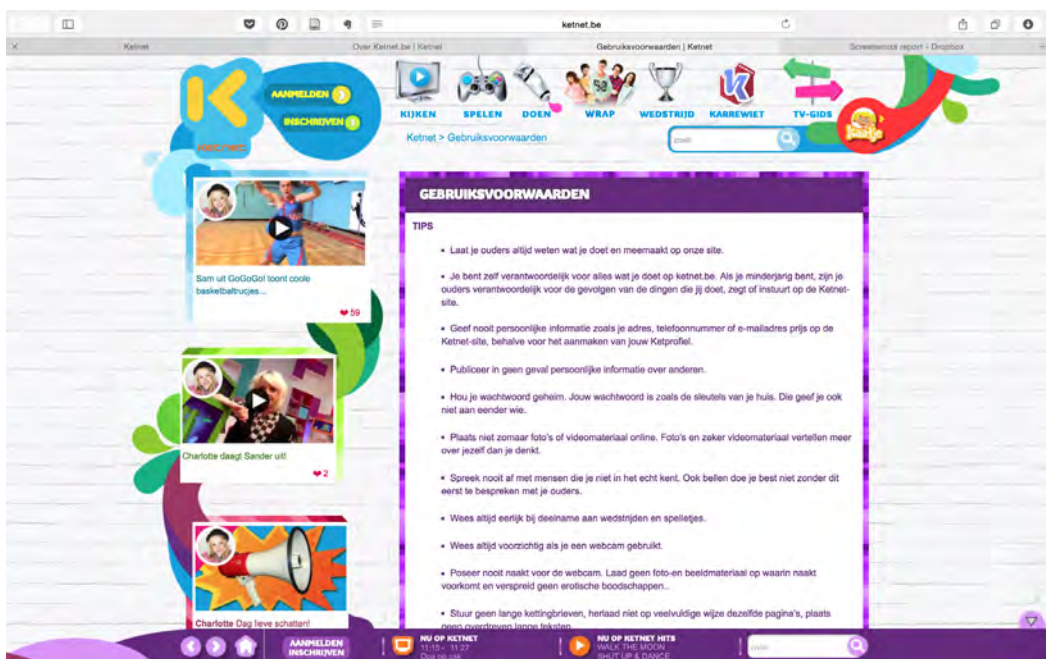 ketnet.be
Ketnet
Over Ketnet.be | Ketnet
Gebruiksvoorwaarden | Ketnet
Screenshot report - Dropbox
ketnet
AANMELDEN
INSCHRIJVEN
KIJKEN
SPELEN
DOEN
WRAP
WEDSTRIJD
KARREWIET
TV-GIDS
Kaatje
Ketnet > Gebruiksvoorwaarden
zoek
Sam uit GoGoGo! toont coole
basketbaltrucjes...
59
Charlotte daagt Sander uit!
2
Charlotte Dag lieve schatten!
GEBRUIKSVOORWAARDEN
TIPS
• Laat je ouders altijd weten wat je doet en meemaakt op onze site.
• Je bent zelf verantwoordelijk voor alles wat je doet op ketnet.be. Als je minderjarig bent, zijn je
ouders verantwoordelijk voor de gevolgen van de dingen die jij doet, zegt of instuurt op de Ketnet-
site.
• Geef nooit persoonlijke informatie zoals je adres, telefoonnummer of e-mailadres prijs op de
Ketnet-site, behalve voor het aanmaken van jouw Ketprofiel.
• Publiceer in geen geval persoonlijke informatie over anderen.
• Hou je wachtwoord geheim. Jouw wachtwoord is zoals de sleutels van je huis. Die geef je ook
niet aan eender wie.
• Plaats niet zomaar foto's of videomateriaal online. Foto's en zeker videomateriaal vertellen meer
over jezelf dan je denkt.
• Spreek nooit af met mensen die je niet in het echt kent. Ook bellen doe je best niet zonder dit
eerst te bespreken met je ouders.
• Wees altijd eerlijk bij deelname aan wedstrijden en spelletjes.
• Wees altijd voorzichtig als je een webcam gebruikt.
• Poseer nooit naakt voor de webcam. Laad geen foto-en beeldmateriaal op waarin naakt
voorkomt en verspreid geen erotische boodschappen..
• Stuur geen lange kettingbrieven, herlaad niet op veelvuldige wijze dezelfde pagina's, plaats
geen overdreven lange teksten
AANMELDEN
INSCHRIJVEN
NU OP KETNET
11:15 - 11:27
Opa op zak
NU OP KETNET HITS
WALK THE MOON
SHUT UP & DANCE
zoek